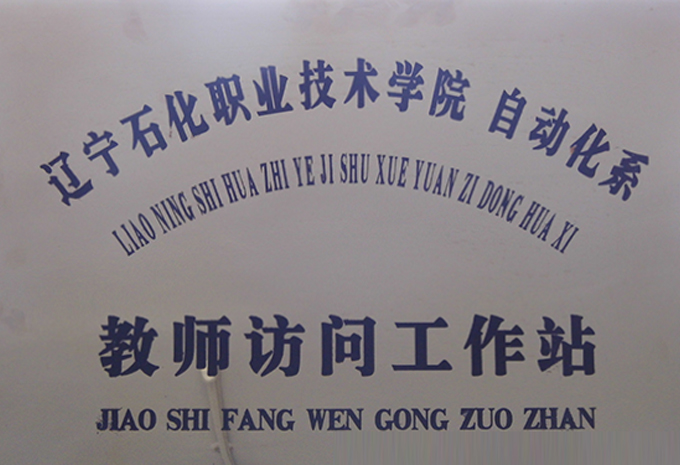 辽宁石化职业技术学院 自动化系
LIAO NING SHI HUA ZHI YE JI SHU XUE YUAN ZI DONG HUA XI
教师访问工作站
JIAO SHI FANG WEN GONG ZUO ZHAN